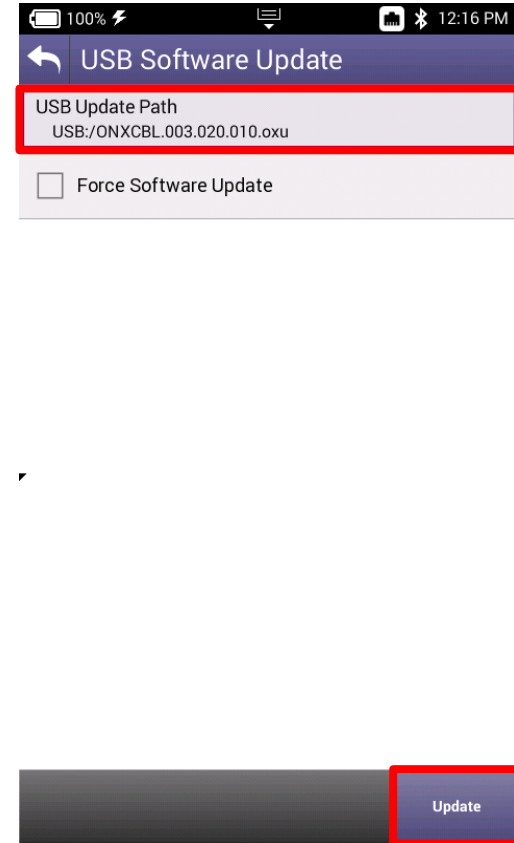 100% 12:16 PM
USB Software Update
USB Update Path
USB:/ONXCBL.003.020.010.oxu
Force Software Update
Update